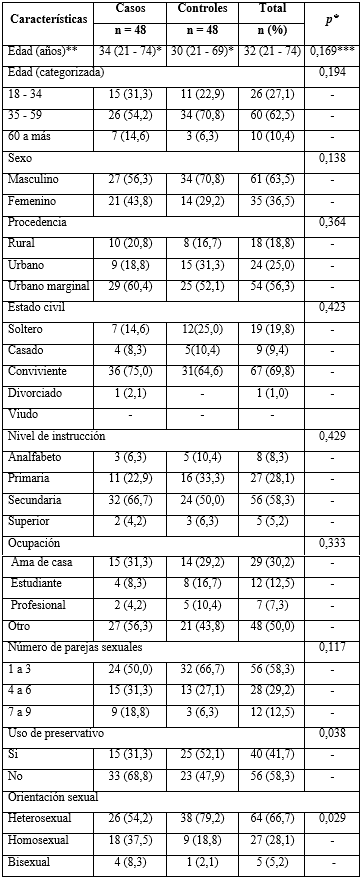 Características Casos Controles Total p*
n = 48 n = 48 n (%)
Edad (años)** 34 (21 - 74)* 30 (21 - 69)* 32 (21 - 74) 0,169***
Edad (categorizada) 0,194
18 - 34 15 (31,3) 11 (22,9) 26 (27,1) -
35 - 59 26 (54,2) 34 (70,8) 60 (62,5) -
60 a más 7 (14,6) 3 (6,3) 10 (10,4) -
Sexo 0,138
Masculino 27 (56,3) 34 (70,8) 61 (63,5) -
Femenino 21 (43,8) 14 (29,2) 35 (36,5) -
Procedencia 0,364
Rural 10 (20,8) 8 (16,7) 18 (18,8) -
Urbano 9 (18,8) 15 (31,3) 24 (25,0) -
Urbano marginal 29 (60,4) 25 (52,1) 54 (56,3) -
Estado civil 0,423
Soltero 7 (14,6) 12(25,0) 19 (19,8) -
Casado 4 (8,3) 5(10,4) 9 (9,4) -
Conviviente 36 (75,0) 31(64,6) 67 (69,8) -
Divorciado 1 (2,1) - 1 (1,0) -
Viudo - - - -
Nivel de instrucción 0,429
Analfabeto 3 (6,3) 5 (10,4) 8 (8,3) -
Primaria 11 (22,9) 16 (33,3) 27 (28,1) -
Secundaria 32 (66,7) 24 (50,0) 56 (58,3) -
Superior 2 (4,2) 3 (6,3) 5 (5,2) -
Ocupación 0,333
Ama de casa 15 (31,3) 14 (29,2) 29 (30,2) -
Estudiante 4 (8,3) 8 (16,7) 12 (12,5) -
Profesional 2 (4,2) 5 (10,4) 7 (7,3) -
Otro 27 (56,3) 21 (43,8) 48 (50,0) -
Número de parejas sexuales 0,117
1 a 3 24 (50,0) 32 (66,7) 56 (58,3) -
4 a 6 15 (31,3) 13 (27,1) 28 (29,2) -
7 a 9 9 (18,8) 3 (6,3) 12 (12,5) -
Uso de preservativo 0,038
Si 15 (31,3) 25 (52,1) 40 (41,7) -
No 33 (68,8) 23 (47,9) 56 (58,3) -
Orientación sexual
Heterosexual 26 (54,2) 38 (79,2) 64 (66,7) 0,029
Homosexual 18 (37,5) 9 (18,8) 27 (28,1) -
Bisexual 4 (8,3) 1 (2,1) 5 (5,2) -